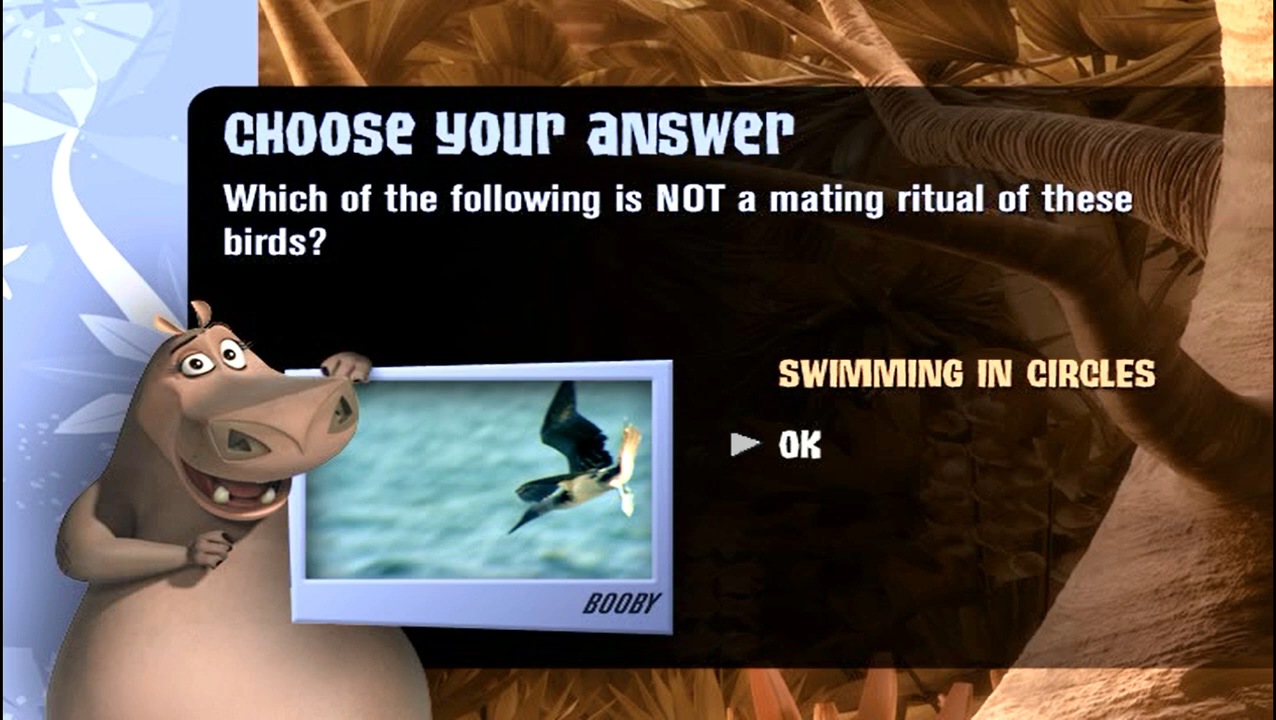 CHOOSE YOUR ANSWER
Which of the following is NOT a mating ritual of these
birds?
SWIMMING IN CIRCLES
OK
BOOBY